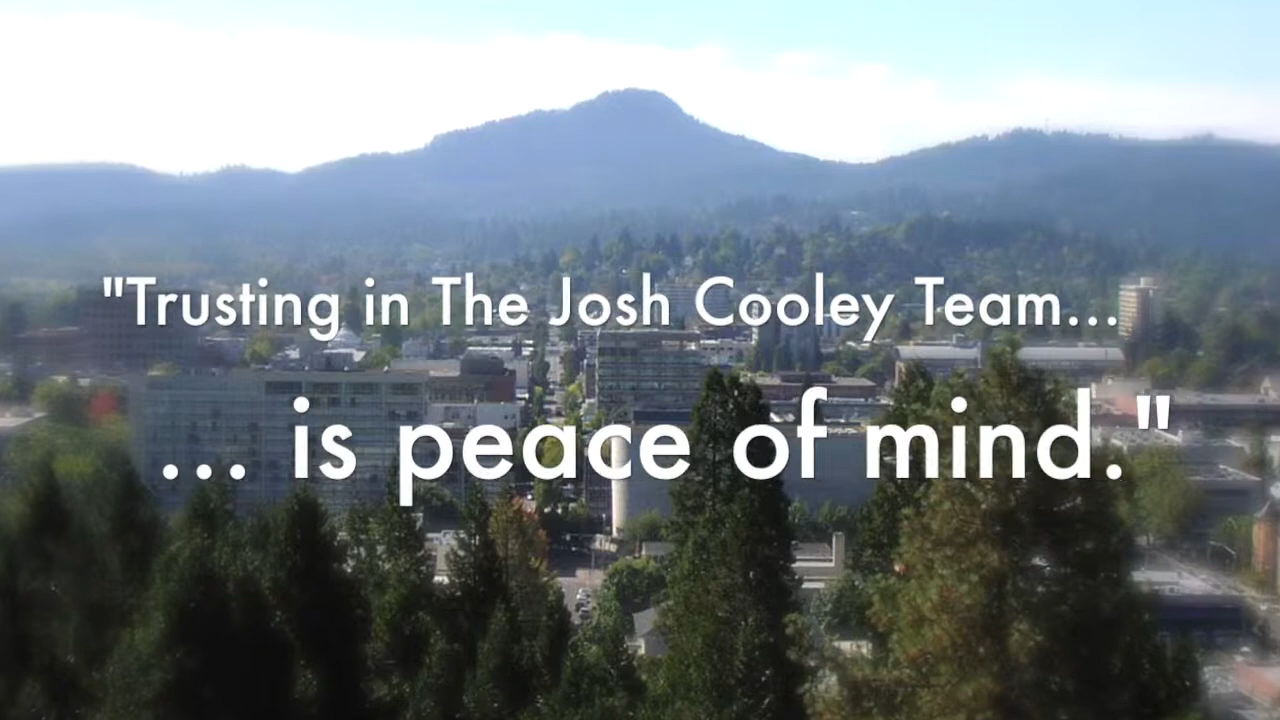 "Trusting in The Josh Cooley Team...
... is peace of mind."